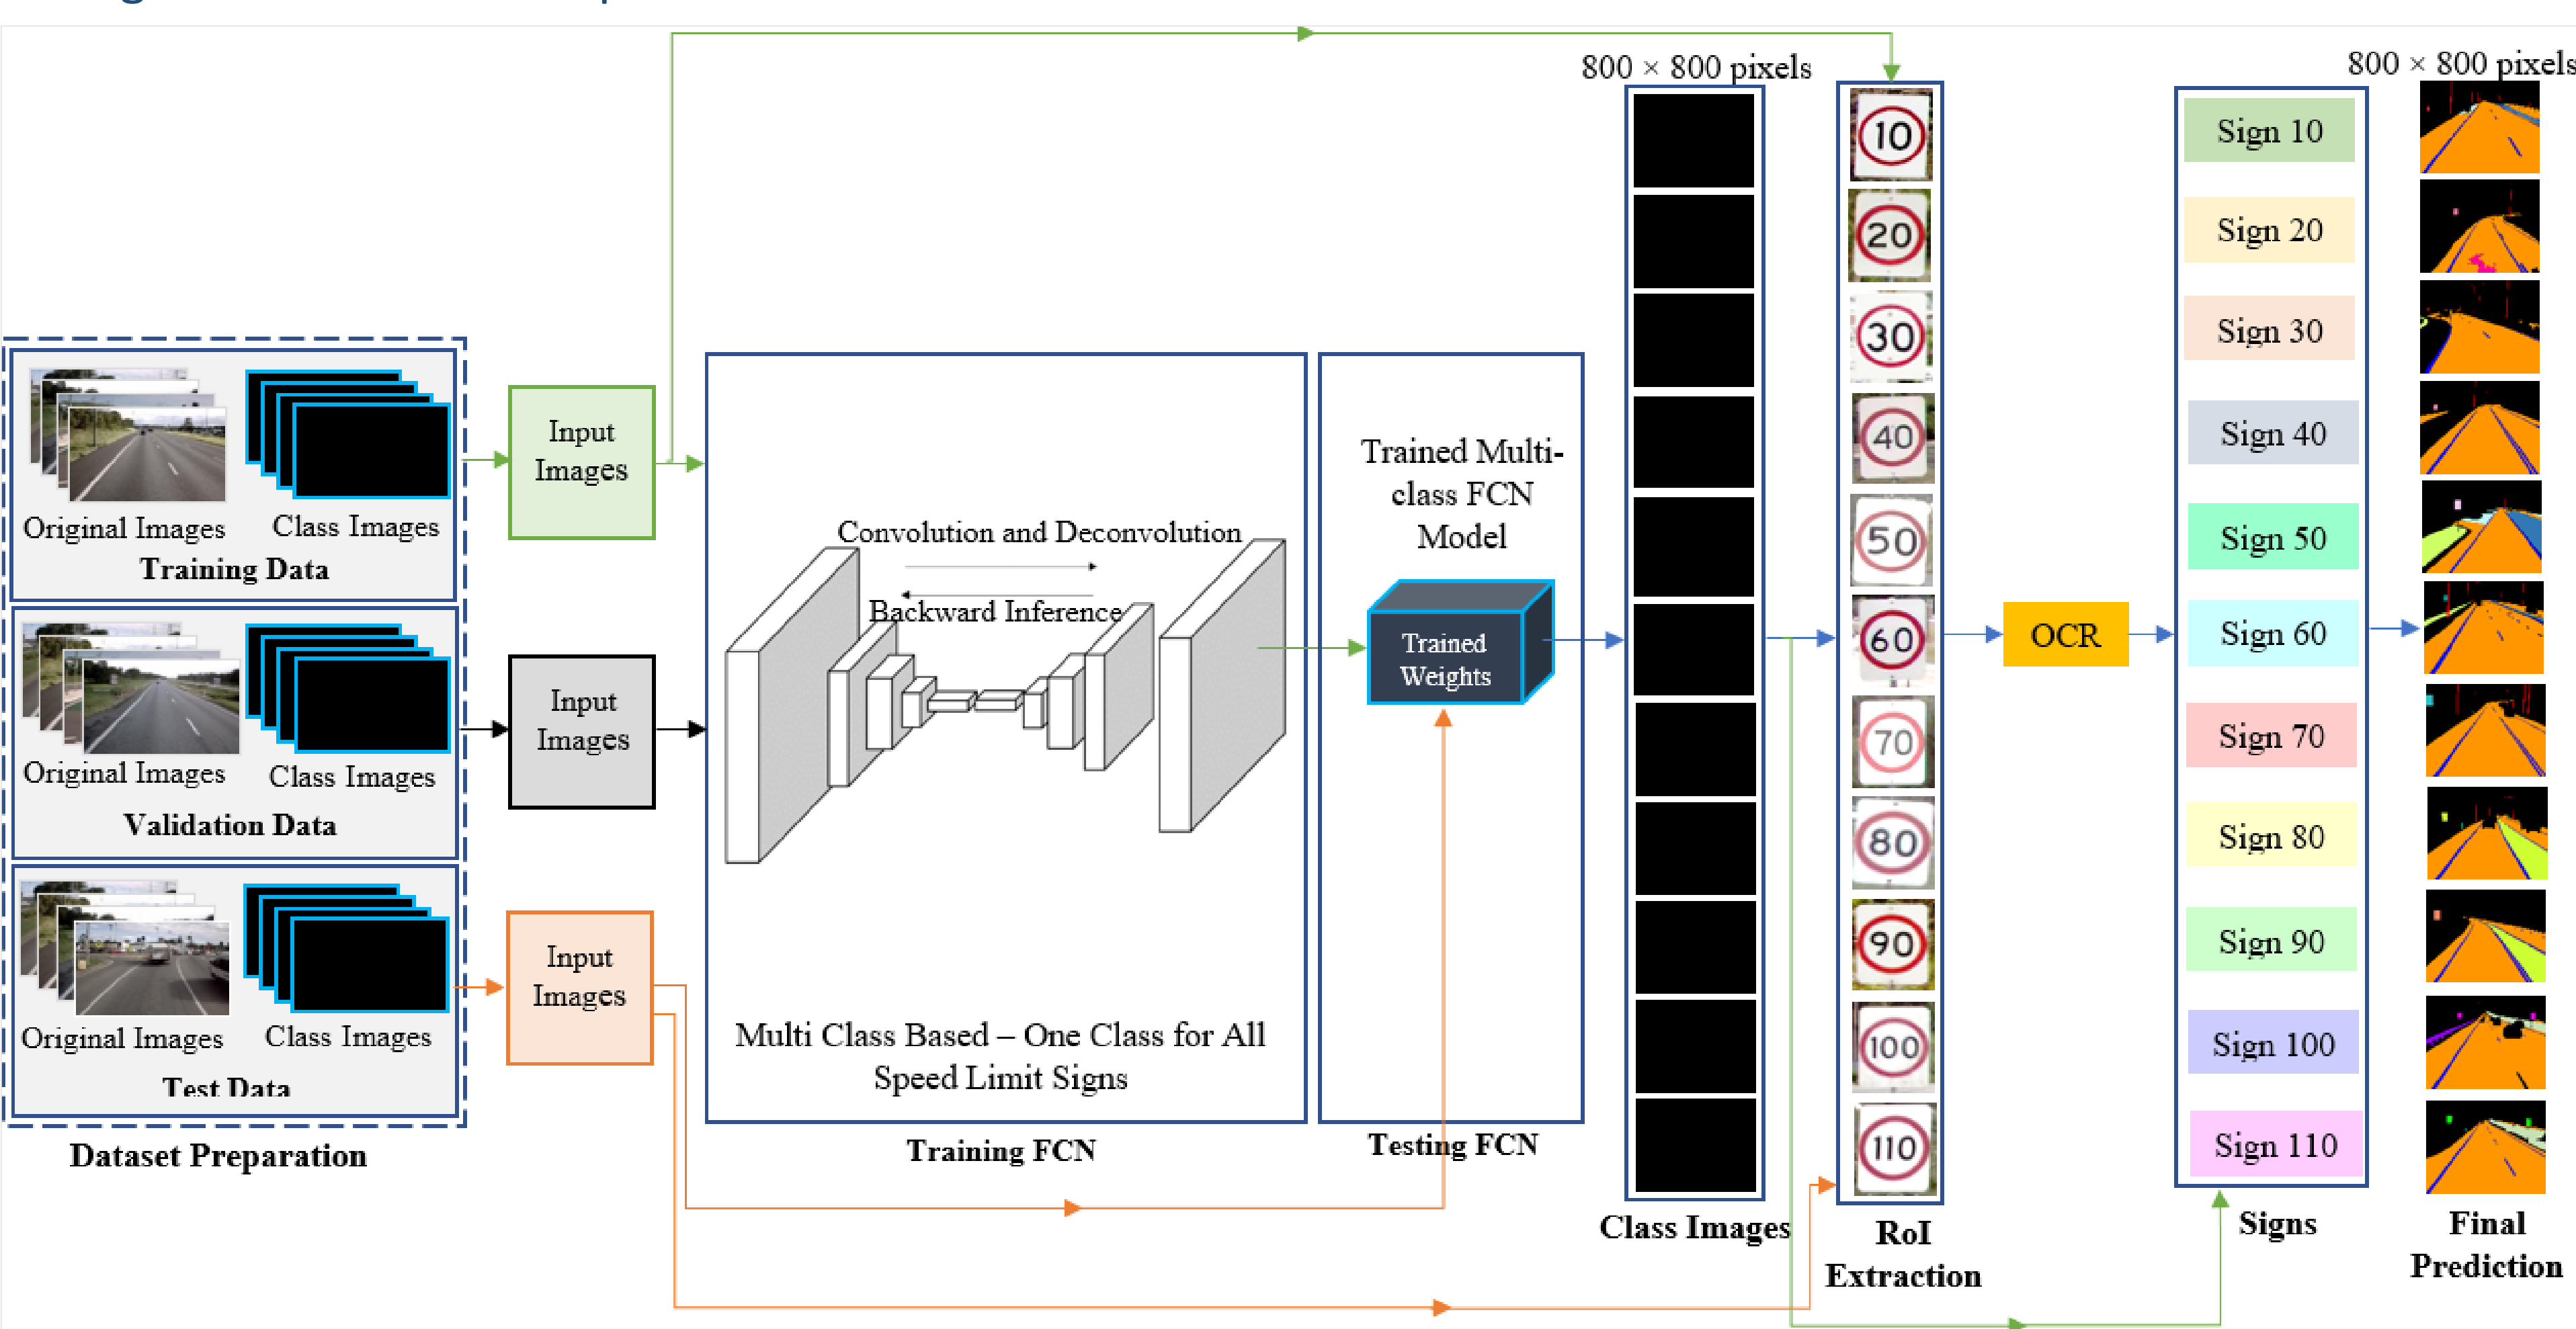 800 × 800 pixels
800 × 800 pixels
Original Images
Class Images
Training Data
Original Images
Class Images
Validation Data
Original Images
Class Images
Test Data
Dataset Preparation
Input
Images
Input
Images
Input
Images
Convolution and Deconvolution
Backward Inference
Multi Class Based – One Class for All
Speed Limit Signs
Training FCN
Trained Multi-
class FCN
Model
Trained
Weights
Testing FCN
Class Images
10
20
30
40
50
60
70
80
90
100
110
RoI
Extraction
OCR
Sign 10
Sign 20
Sign 30
Sign 40
Sign 50
Sign 60
Sign 70
Sign 80
Sign 90
Sign 100
Sign 110
Signs
Final
Prediction